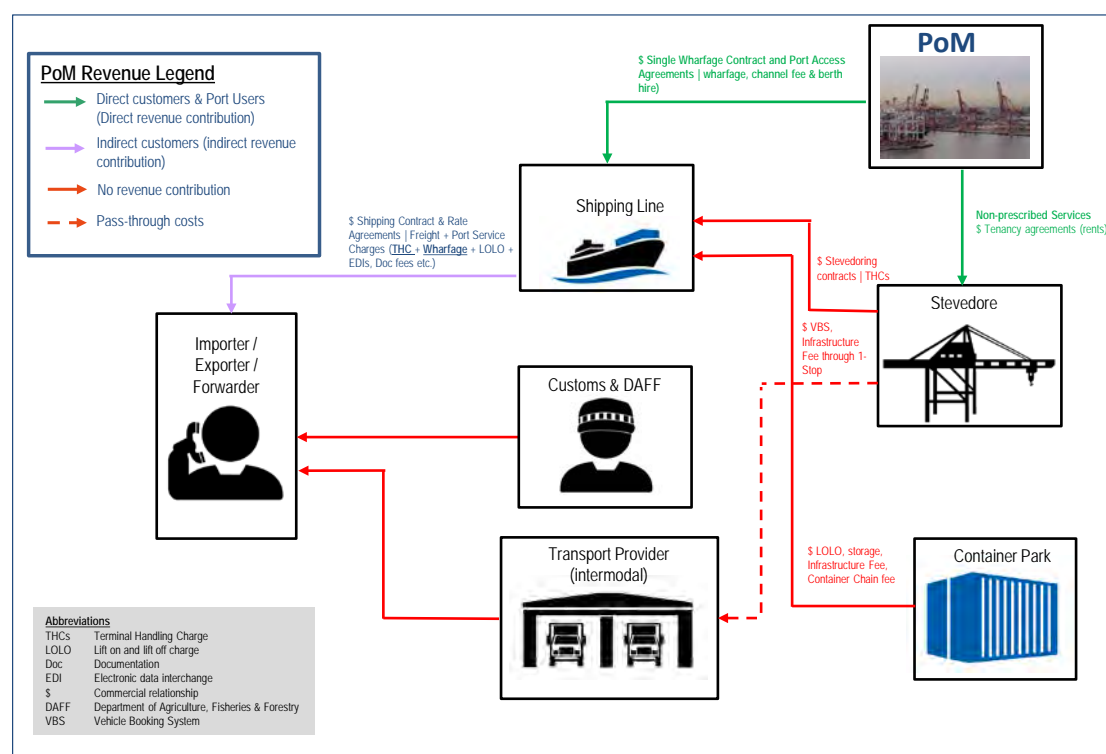 PoM Revenue Legend
Direct customers & Port Users
(Direct revenue contribution)
Indirect customers (indirect revenue
contribution)
No revenue contribution
Pass-through costs
PoM
$ Single Wharfage Contract and Port Access
Agreements | wharfage, channel fee & berth
hire)
Shipping Line
Non-prescribed Services
$ Tenancy agreements (rents)
$ Shipping Contract & Rate
Agreements | Freight + Port Service
Charges (THC + Wharfage + LOLO +
EDIs, Doc fees etc.)
$ Stevedoring
contracts | THCs
Stevedore
Importer /
Exporter /
Forwarder
$ VBS,
Infrastructure
Fee through 1-
Stop
Customs & DAFF
Transport Provider
(intermodal)
$ LOLO, storage,
Infrastructure Fee,
Container Chain fee
Container Park
Abbreviations
THCs Terminal Handling Charge
LOLO Lift on and lift off charge
Doc Documentation
EDI Electronic data interchange
$ Commercial relationship
DAFF Department of Agriculture, Fisheries & Forestry
VBS Vehicle Booking System